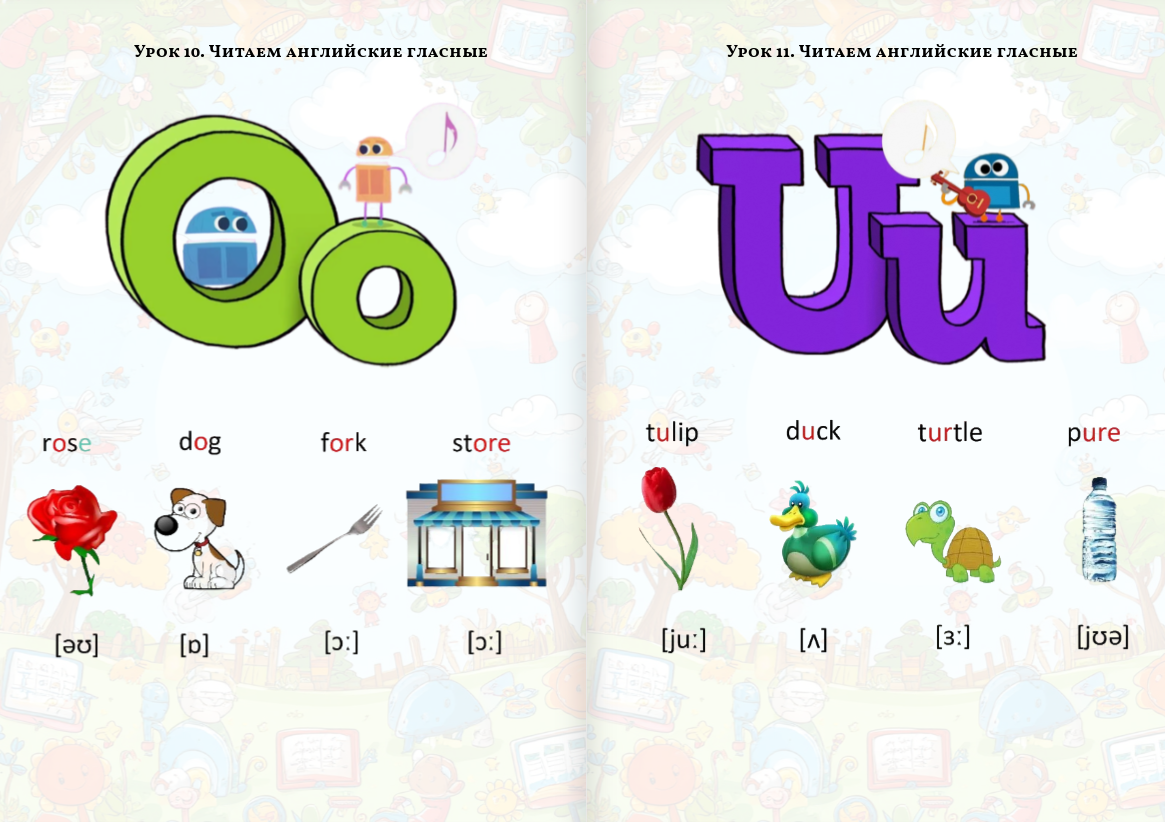 Урок 10. Читаем английские гласные
Oo
rose dog fork store
[əʊ] [ɒ] [ɔː] [ɔː]
Урок 11. Читаем английские гласные
Uu
tulip duck turtle pure
[juː] [ʌ] [ɜː] [jʊə]